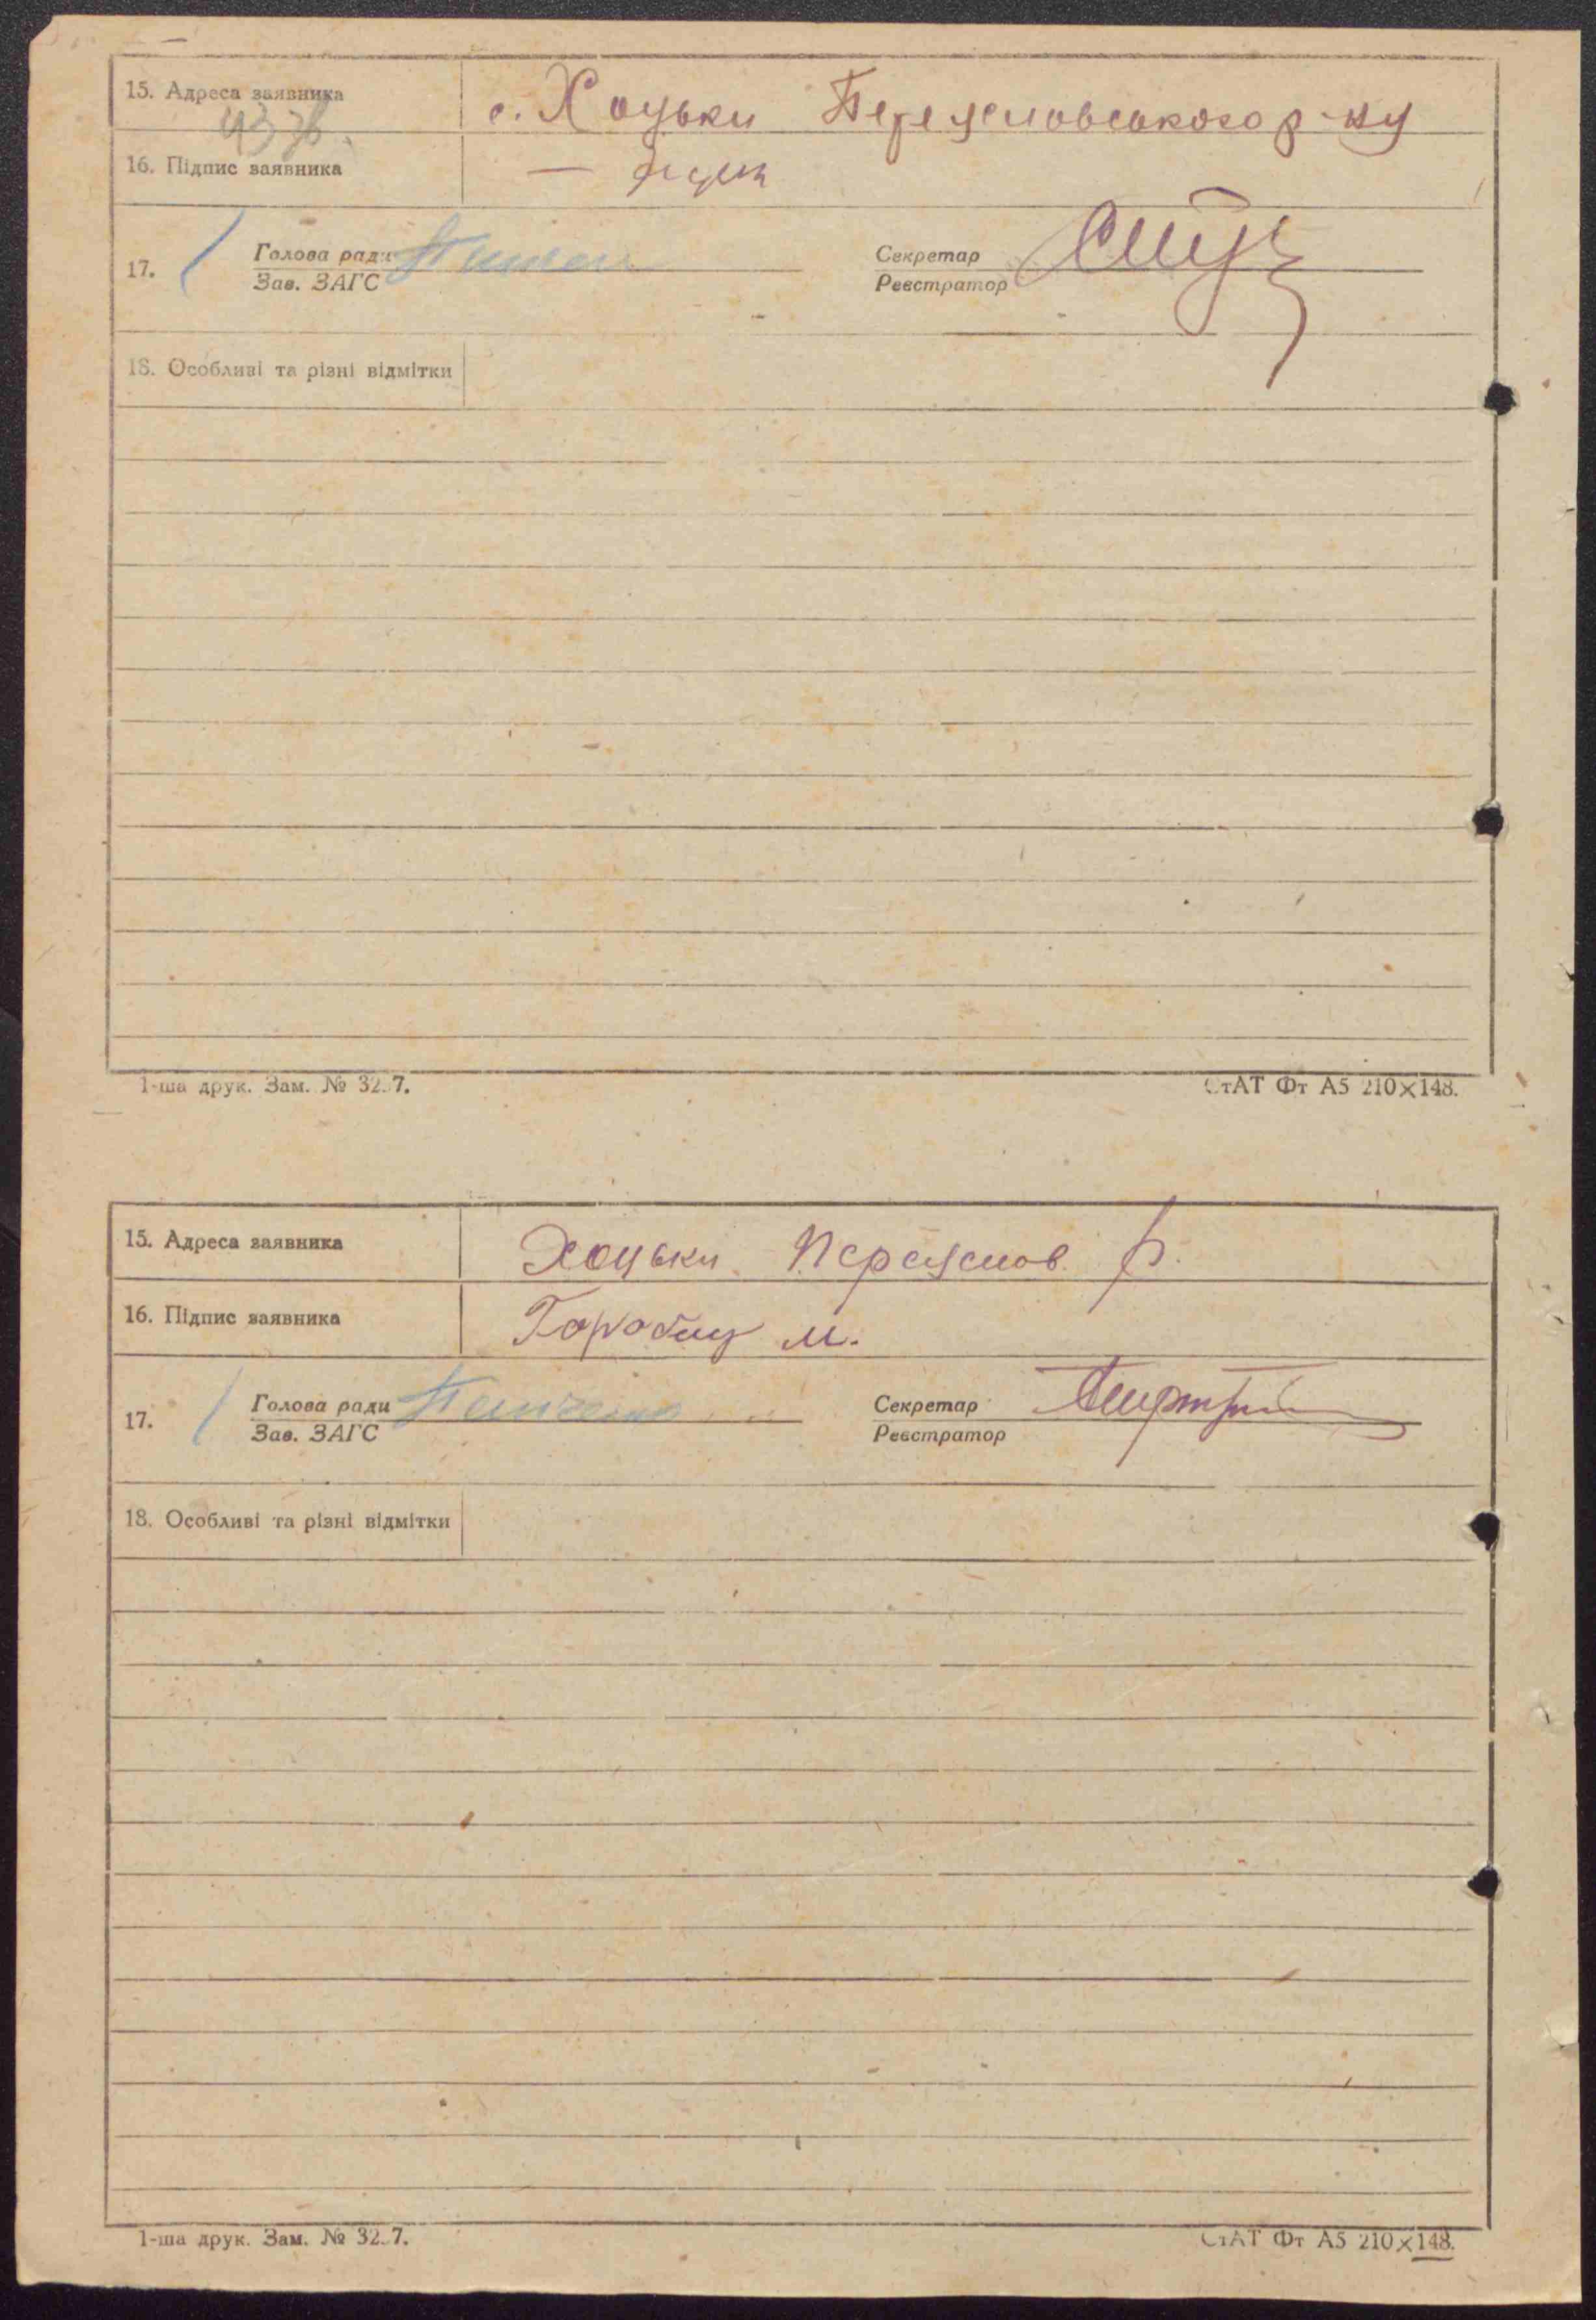 15. Адреса заявника с. Хоцьки Переяславського р-ну
16. Підпис заявника —
17. Голова ради Секретар
Зав. ЗАГС Реєстратор
18. Особливі та різні відмітки
1-ша друк. Зам. № 32 7. СтАТ Фт А5 210×148.
15. Адреса заявника Хоцьки Переяслов. р.
16. Підпис заявника Горобец М.
17. Голова ради Секретар
Зав. ЗАГС Реєстратор
18. Особливі та різні відмітки
1-ша друк. Зам. № 32 7. СтАТ Фт А5 210×148.